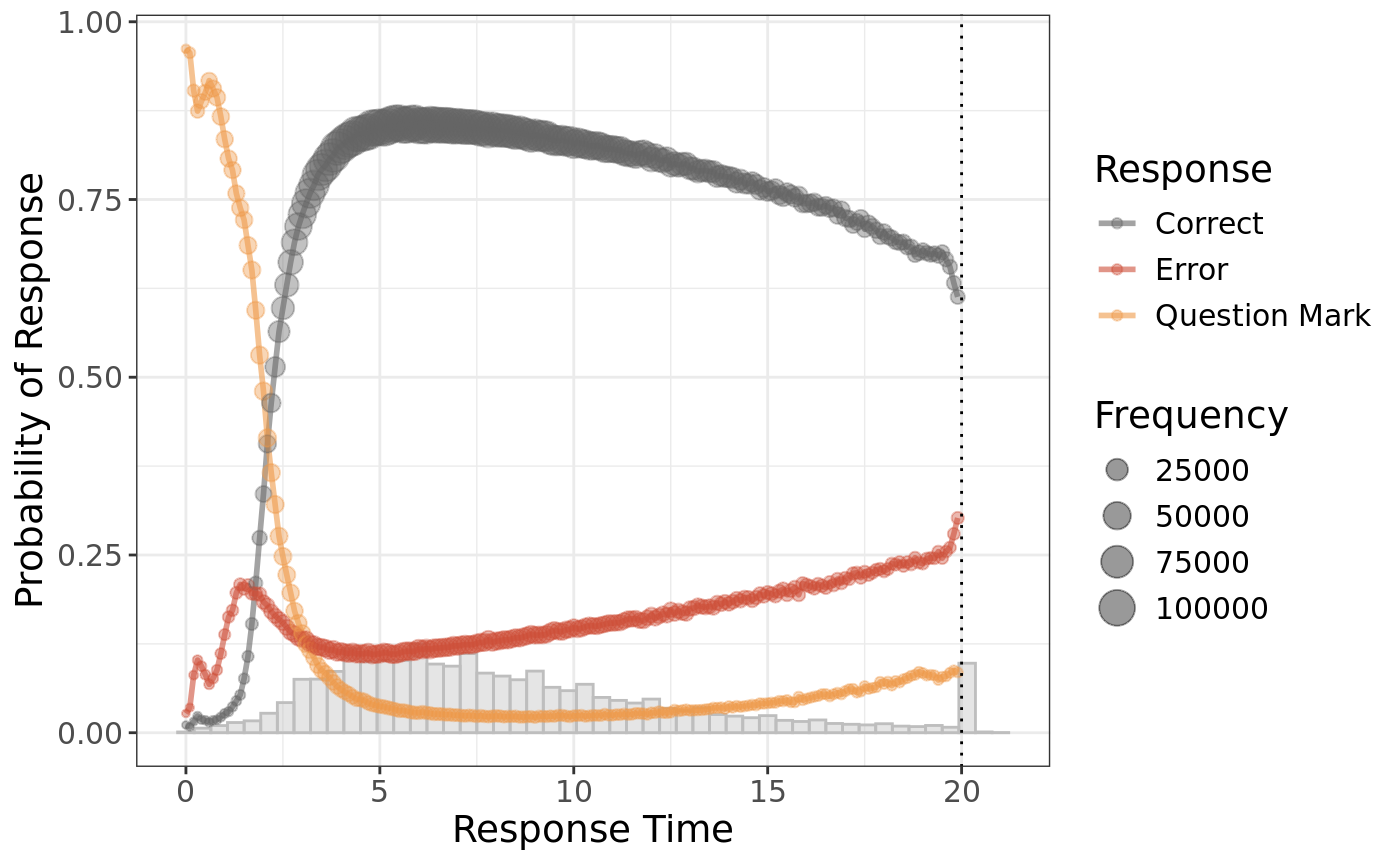 1.00
0.75
0.50
0.25
0.00
Probability of Response
0
5
10
15
20
Response Time
Response
Correct
Error
Question Mark
Frequency
25000
50000
75000
100000